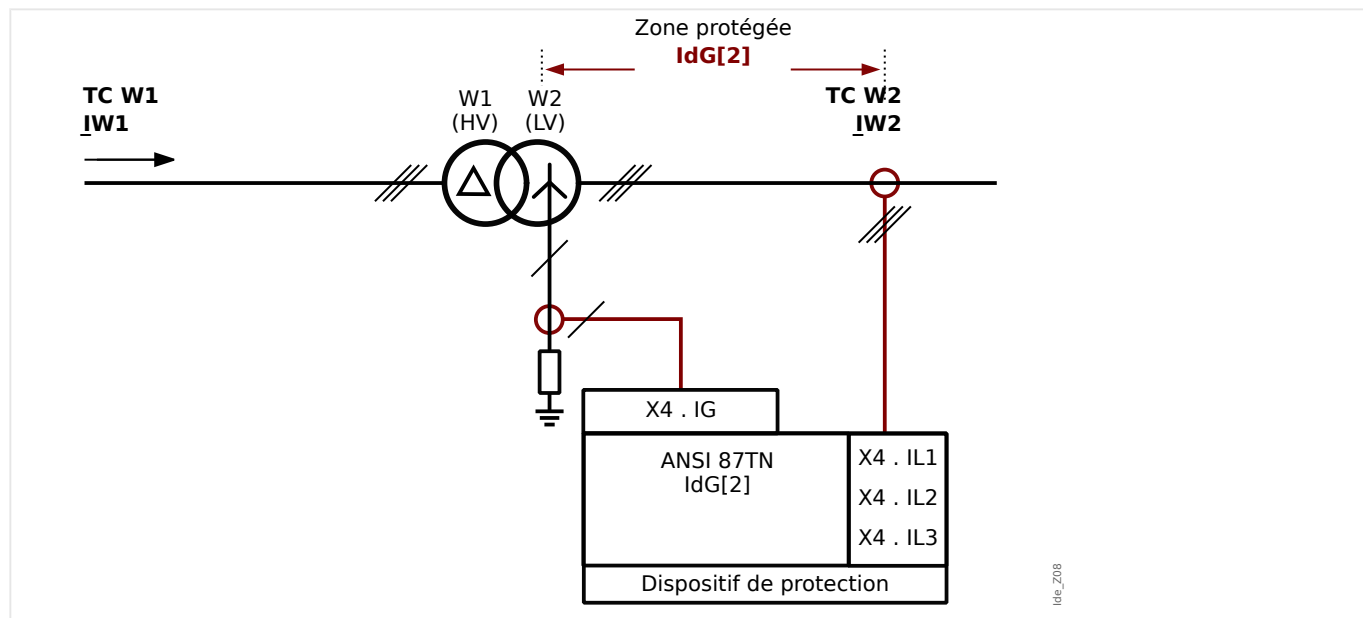 Zone protégée
IdG[2]
TC W1
IW1
W1
(HV)
W2
(LV)
TC W2
IW2
X4 . IG
ANSI 87TN
IdG[2]
X4 . IL1
X4 . IL2
X4 . IL3
Dispositif de protection
Ide_Z08